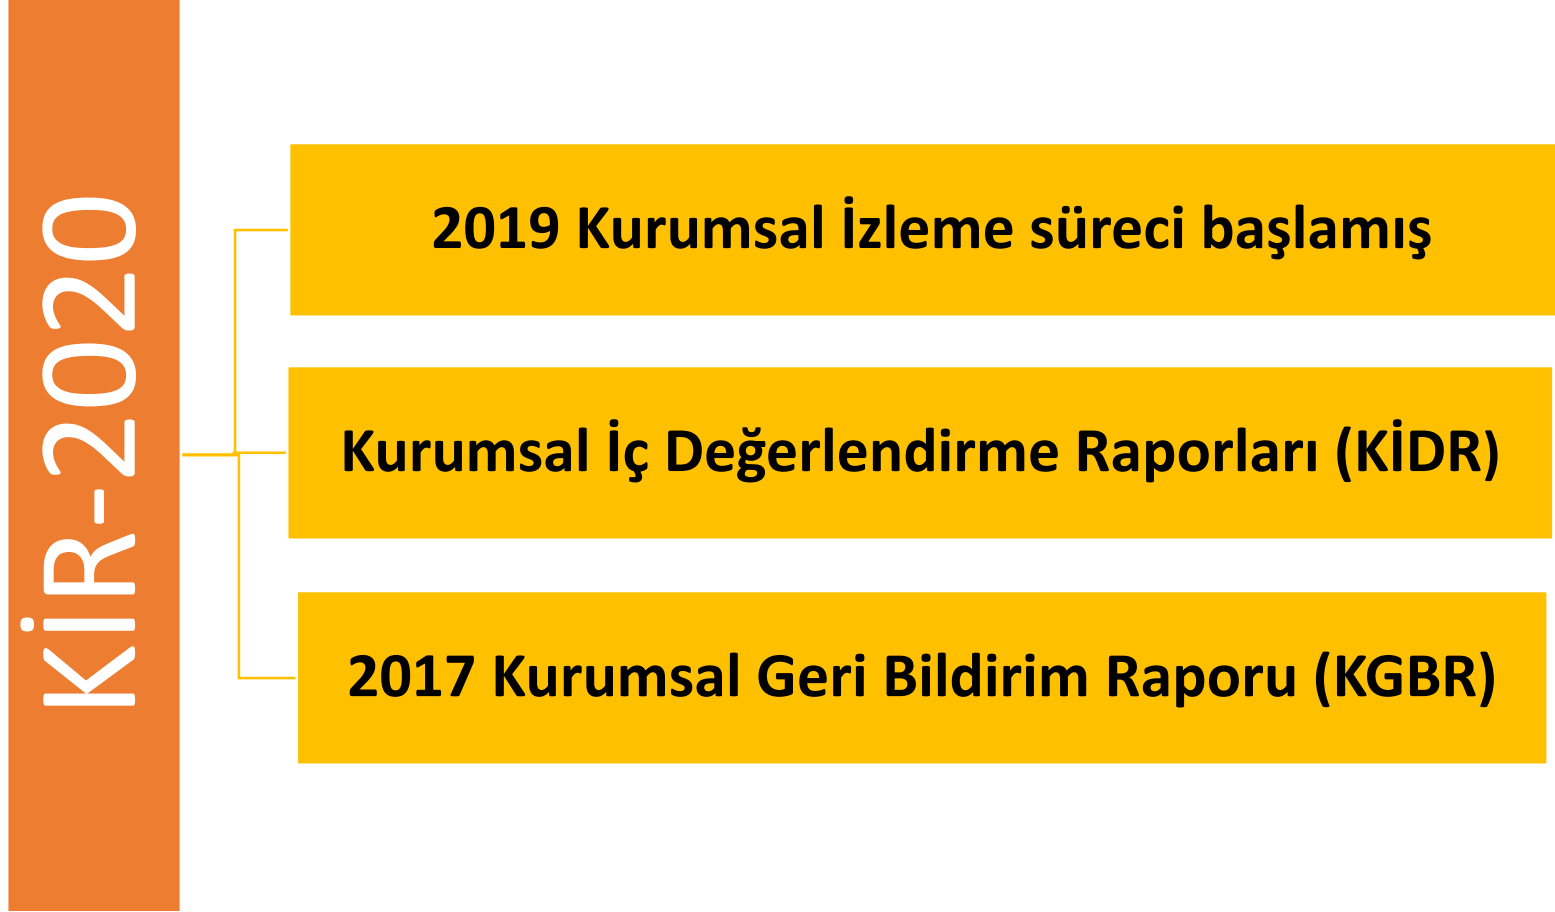 KİR-2020
2019 Kurumsal İzleme süreci başlamış
Kurumsal İç Değerlendirme Raporları (KİDR)
2017 Kurumsal Geri Bildirim Raporu (KGBR)